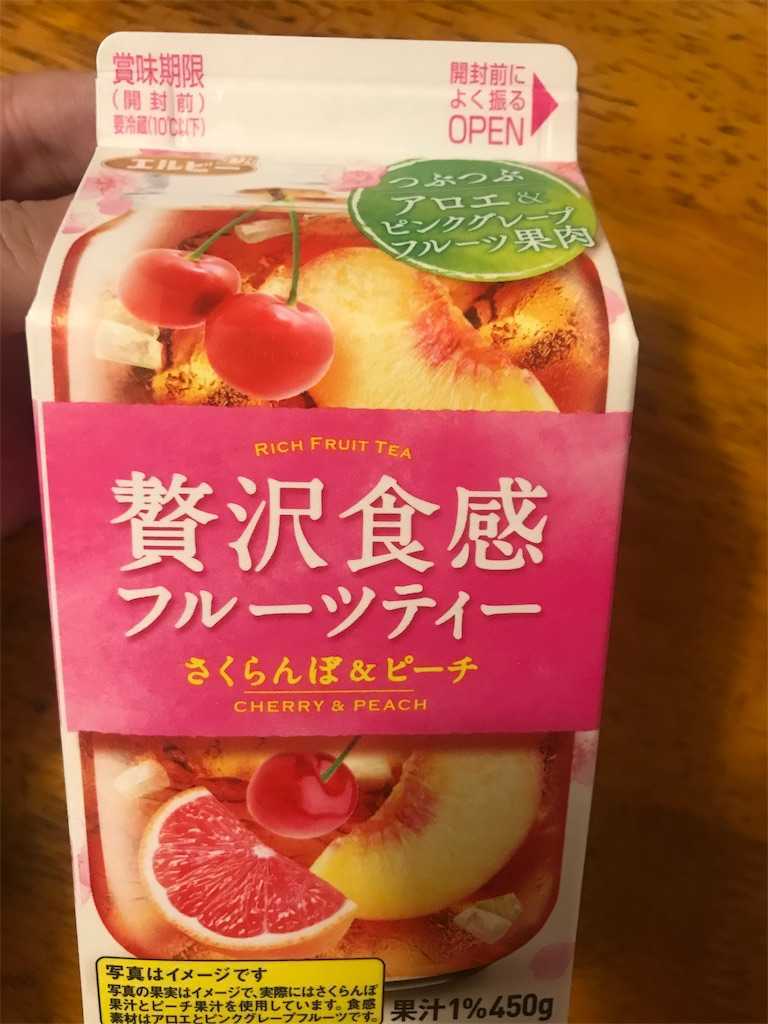 賞味期限
(開封前)
要冷蔵(10℃以下)
開封前に
よく振る
OPEN
エルビー
つぶつぶ
アロエ&
ピンクグレープ
フルーツ果肉
RICH FRUIT TEA
贅沢食感
フルーツティー
さくらんぼ&ピーチ
CHERRY & PEACH
写真はイメージです
写真の果実はイメージで、実際にはさくらんぼ
果汁とピーチ果汁を使用しています。食感
素材はアロエとピンクグレープフルーツです。
果汁1%450g